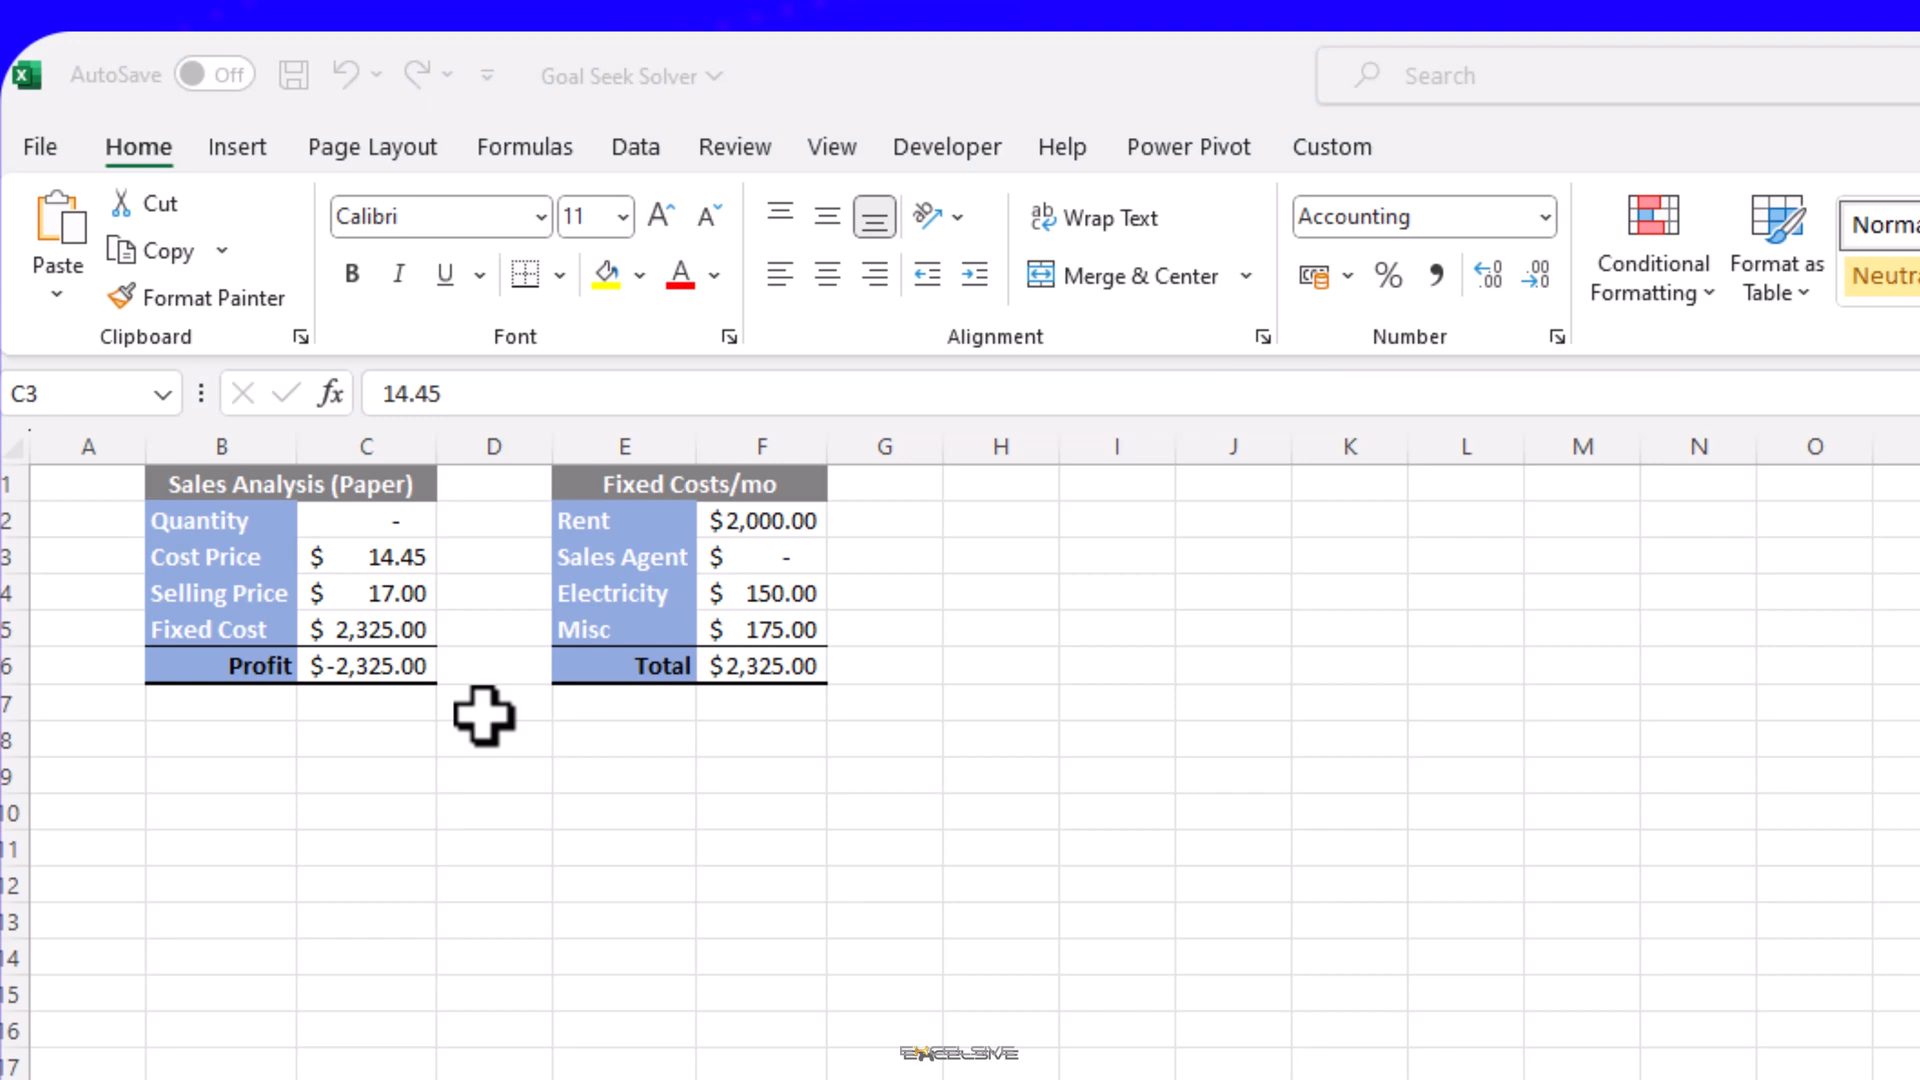 AutoSave Off Goal Seek Solver Search
File Home Insert Page Layout Formulas Data Review View Developer Help Power Pivot Custom
Paste Cut Copy Format Painter
Clipboard
Calibri 11
B I U A
Font
ab Wrap Text
Merge & Center
Alignment
Accounting
% 9 .00 .00
Number
Conditional Formatting
Format as Table
C3 fx 14.45
A B C D E F G H I J K L M N O
1 Sales Analysis (Paper) Fixed Costs/mo
2 Quantity - Rent $2,000.00
3 Cost Price $ 14.45 Sales Agent $ -
4 Selling Price $ 17.00 Electricity $ 150.00
5 Fixed Cost $ 2,325.00 Misc $ 175.00
6 Profit $-2,325.00 Total $2,325.00
7
8
9
10
11
12
13
14
15
16
17
EXCELSIVE